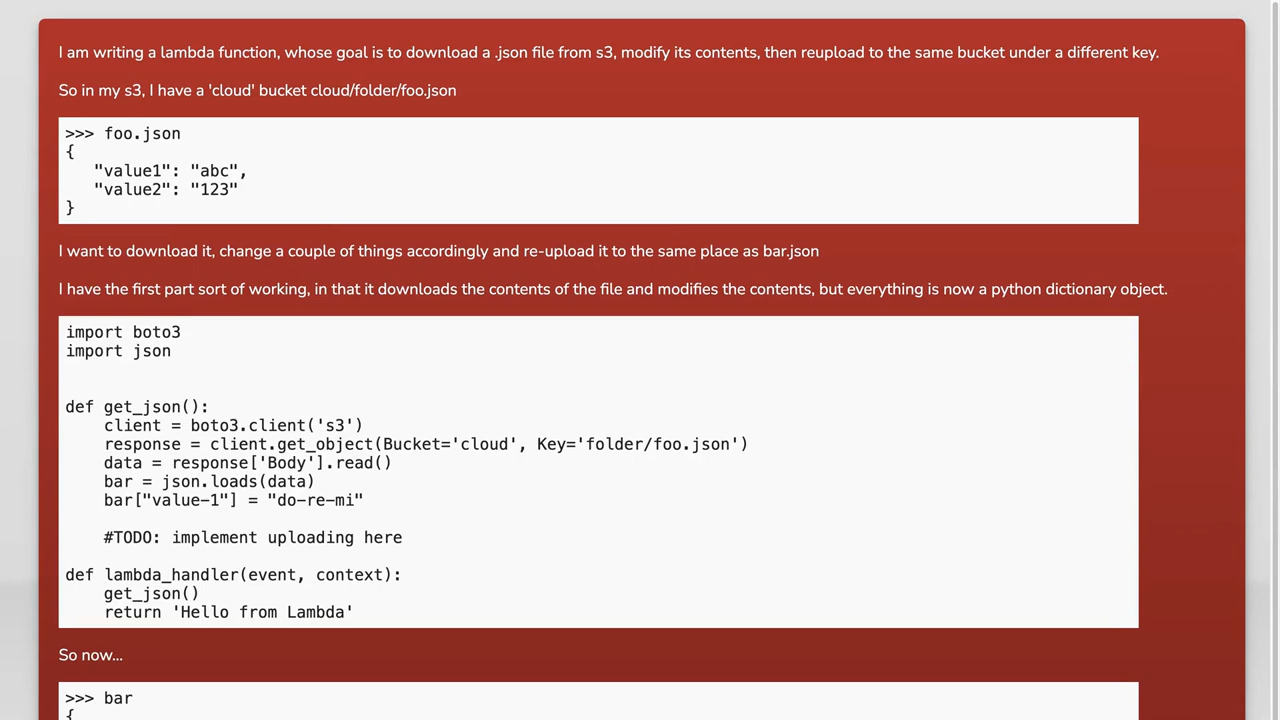 I am writing a lambda function, whose goal is to download a .json file from s3, modify its contents, then reupload to the same bucket under a different key.
So in my s3, I have a 'cloud' bucket cloud/folder/foo.json
>>> foo.json
{
   "value1": "abc",
   "value2": "123"
}
I want to download it, change a couple of things accordingly and re-upload it to the same place as bar.json
I have the first part sort of working, in that it downloads the contents of the file and modifies the contents, but everything is now a python dictionary object.
import boto3
import json
def get_json():
    client = boto3.client('s3')
    response = client.get_object(Bucket='cloud', Key='folder/foo.json')
    data = response['Body'].read()
    bar = json.loads(data)
    bar["value-1"] = "do-re-mi"
    #TODO: implement uploading here
def lambda_handler(event, context):
    get_json()
    return 'Hello from Lambda'
So now...
>>> bar
{